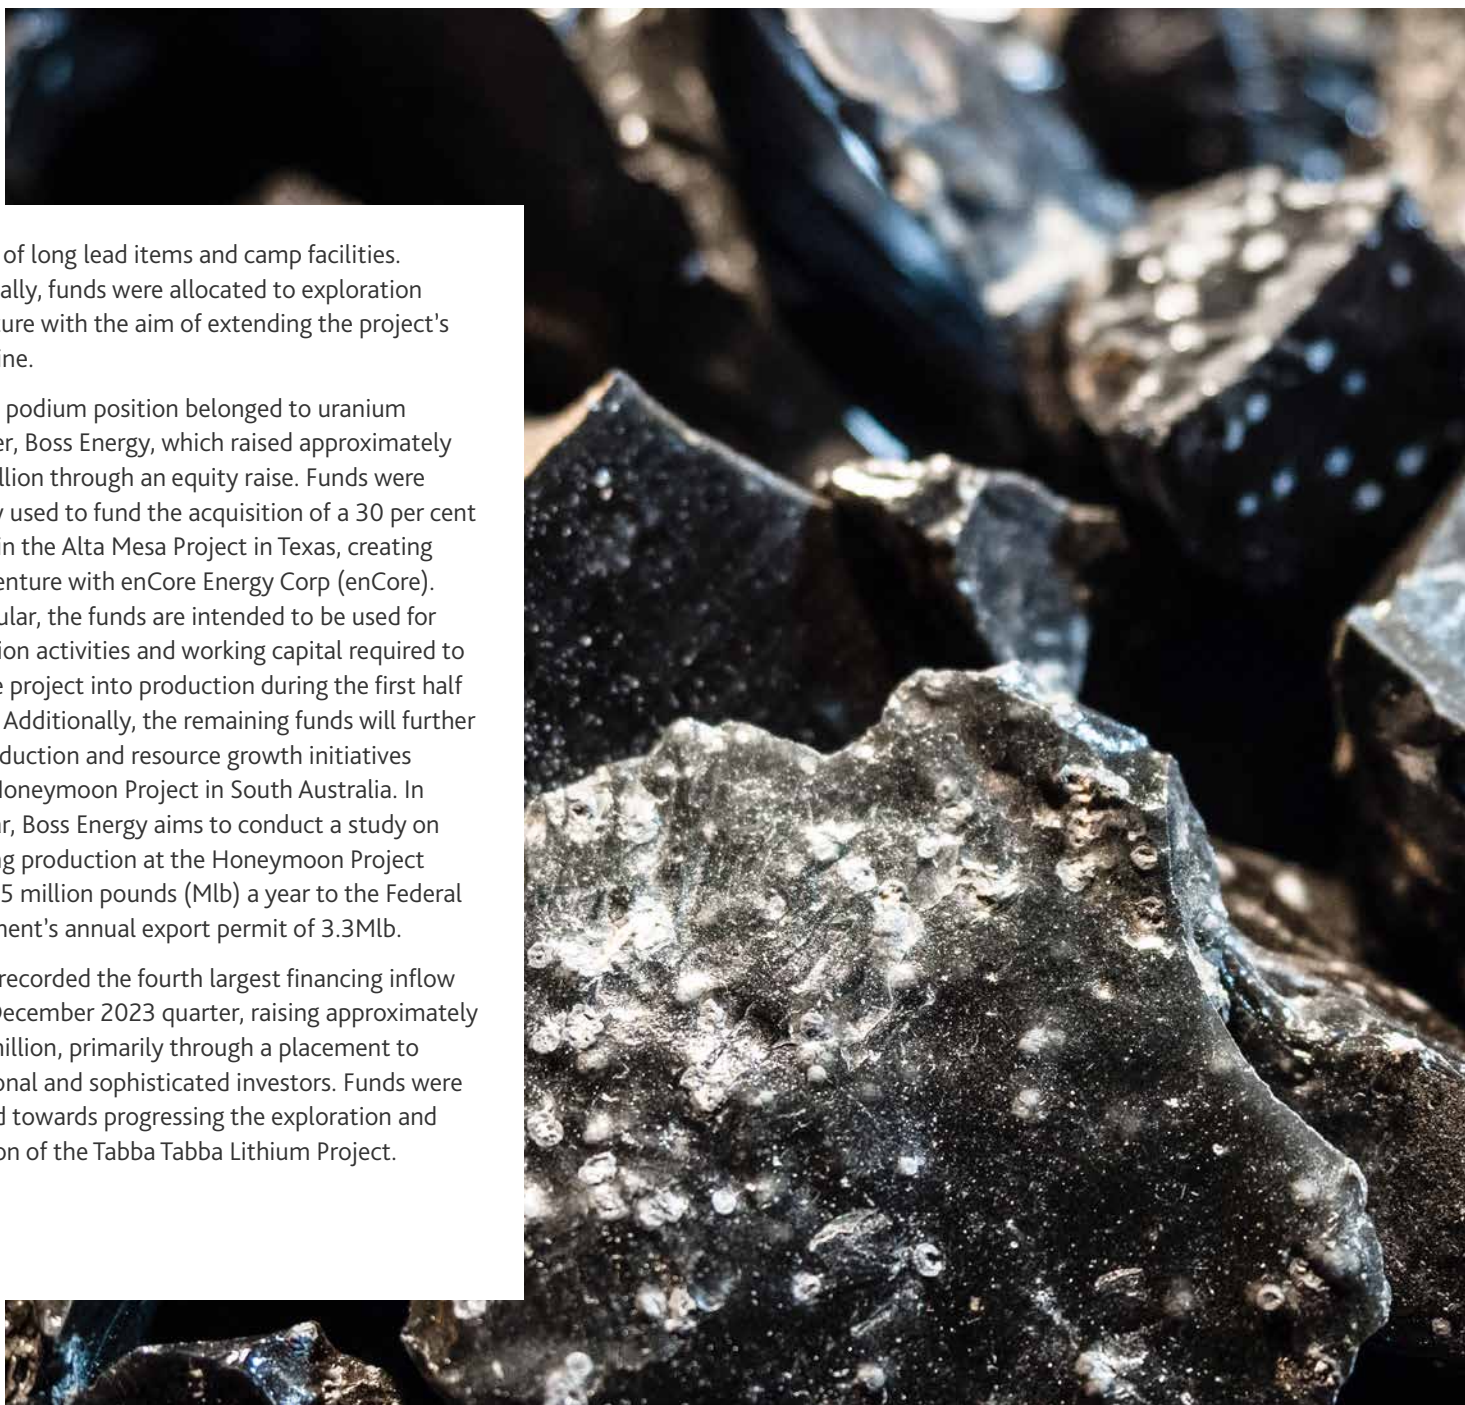 of long lead items and camp facilities.
ally, funds were allocated to exploration
ure with the aim of extending the project's
ine.
podium position belonged to uranium
er, Boss Energy, which raised approximately
llion through an equity raise. Funds were
y used to fund the acquisition of a 30 per cent
in the Alta Mesa Project in Texas, creating
enture with enCore Energy Corp (enCore).
ular, the funds are intended to be used for
ion activities and working capital required to
e project into production during the first half
Additionally, the remaining funds will further
duction and resource growth initiatives
Honeymoon Project in South Australia. In
ar, Boss Energy aims to conduct a study on
ng production at the Honeymoon Project
5 million pounds (Mlb) a year to the Federal
ment's annual export permit of 3.3Mlb.
recorded the fourth largest financing inflow
December 2023 quarter, raising approximately
million, primarily through a placement to
onal and sophisticated investors. Funds were
d towards progressing the exploration and
on of the Tabba Tabba Lithium Project.